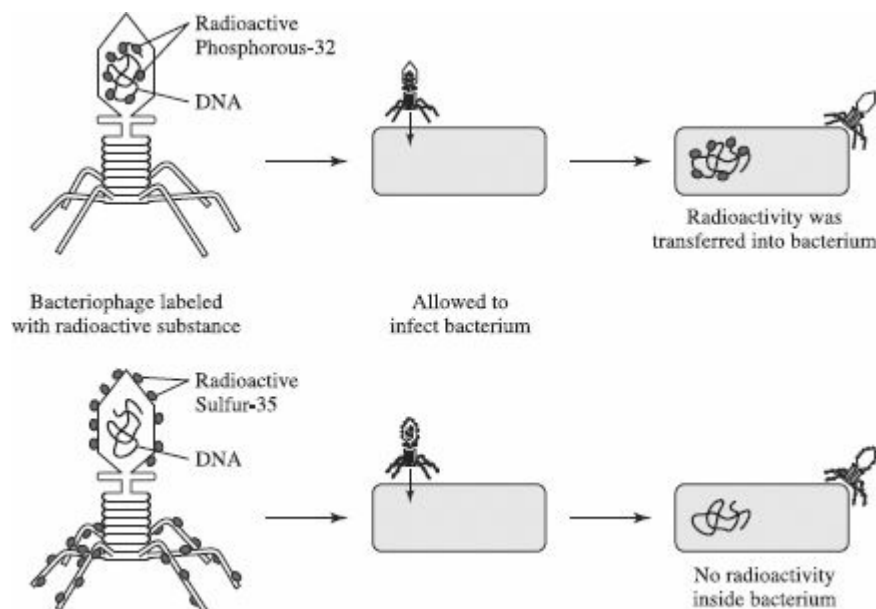 Radioactive
Phosphorous-32
DNA
Radioactivity was
transferred into bacterium
Bacteriophage labeled
with radioactive substance
Allowed to
infect bacterium
Radioactive
Sulfur-35
DNA
No radioactivity
inside bacterium